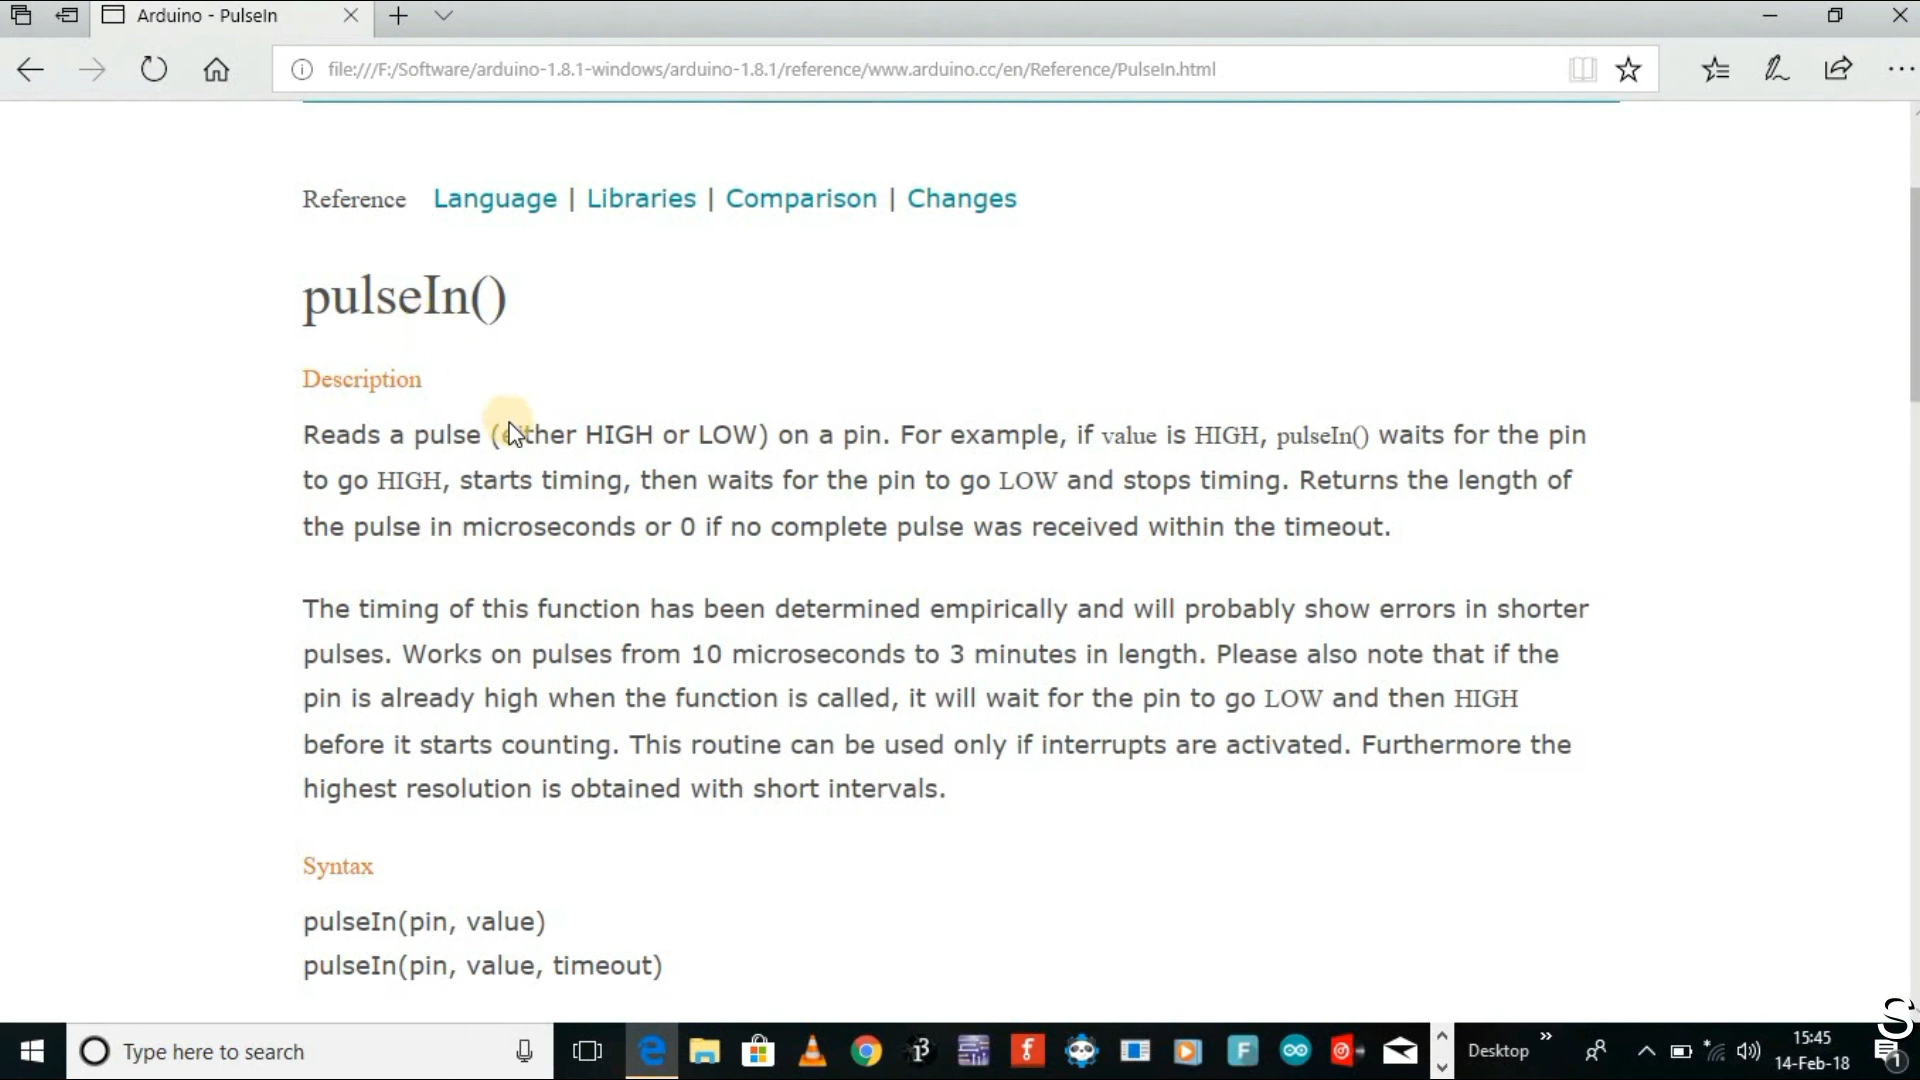 Arduino - PulseIn
file:///F:/Software/arduino-1.8.1-windows/arduino-1.8.1/reference/www.arduino.cc/en/Reference/PulseIn.html
Reference Language | Libraries | Comparison | Changes
pulseIn()
Description
Reads a pulse (either HIGH or LOW) on a pin. For example, if value is HIGH, pulseIn() waits for the pin
to go HIGH, starts timing, then waits for the pin to go LOW and stops timing. Returns the length of
the pulse in microseconds or 0 if no complete pulse was received within the timeout.
The timing of this function has been determined empirically and will probably show errors in shorter
pulses. Works on pulses from 10 microseconds to 3 minutes in length. Please also note that if the
pin is already high when the function is called, it will wait for the pin to go LOW and then HIGH
before it starts counting. This routine can be used only if interrupts are activated. Furthermore the
highest resolution is obtained with short intervals.
Syntax
pulseIn(pin, value)
pulseIn(pin, value, timeout)
S
Type here to search
Desktop
15:45
14-Feb-18
1